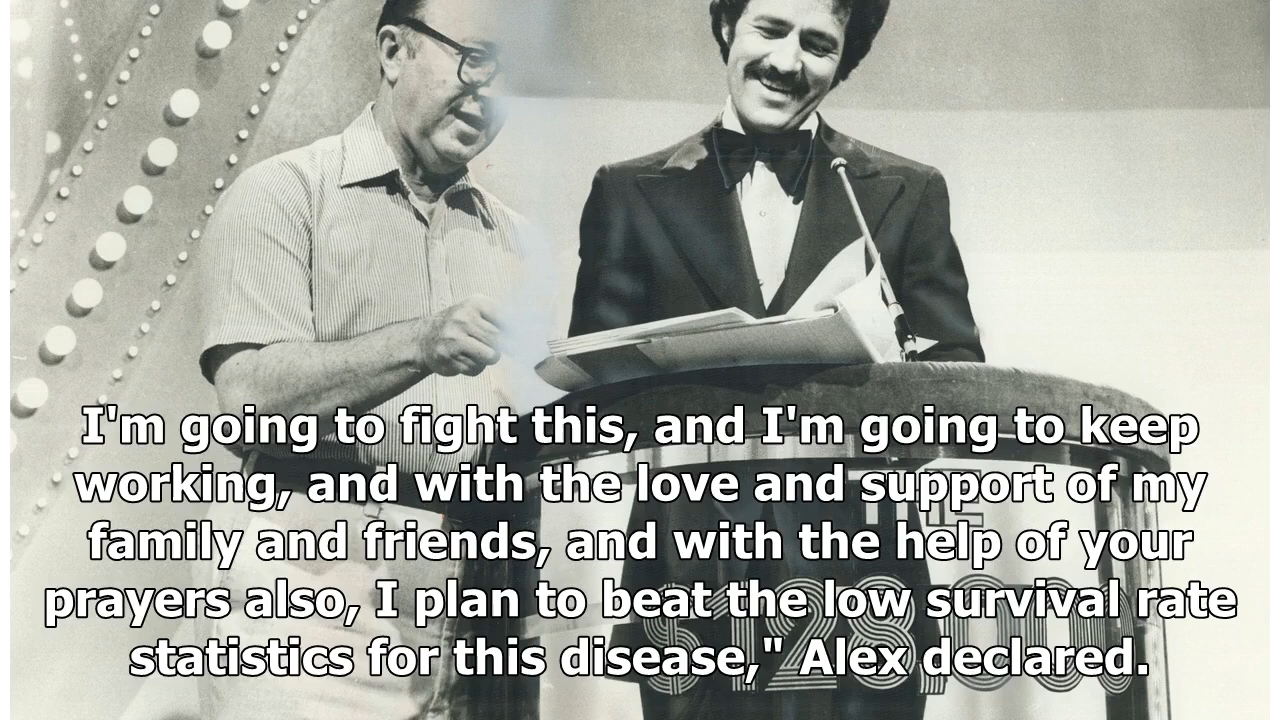 I'm going to fight this, and I'm going to keep
working, and with the love and support of my
family and friends, and with the help of your
prayers also, I plan to beat the low survival rate
statistics for this disease," Alex declared.
$128,000